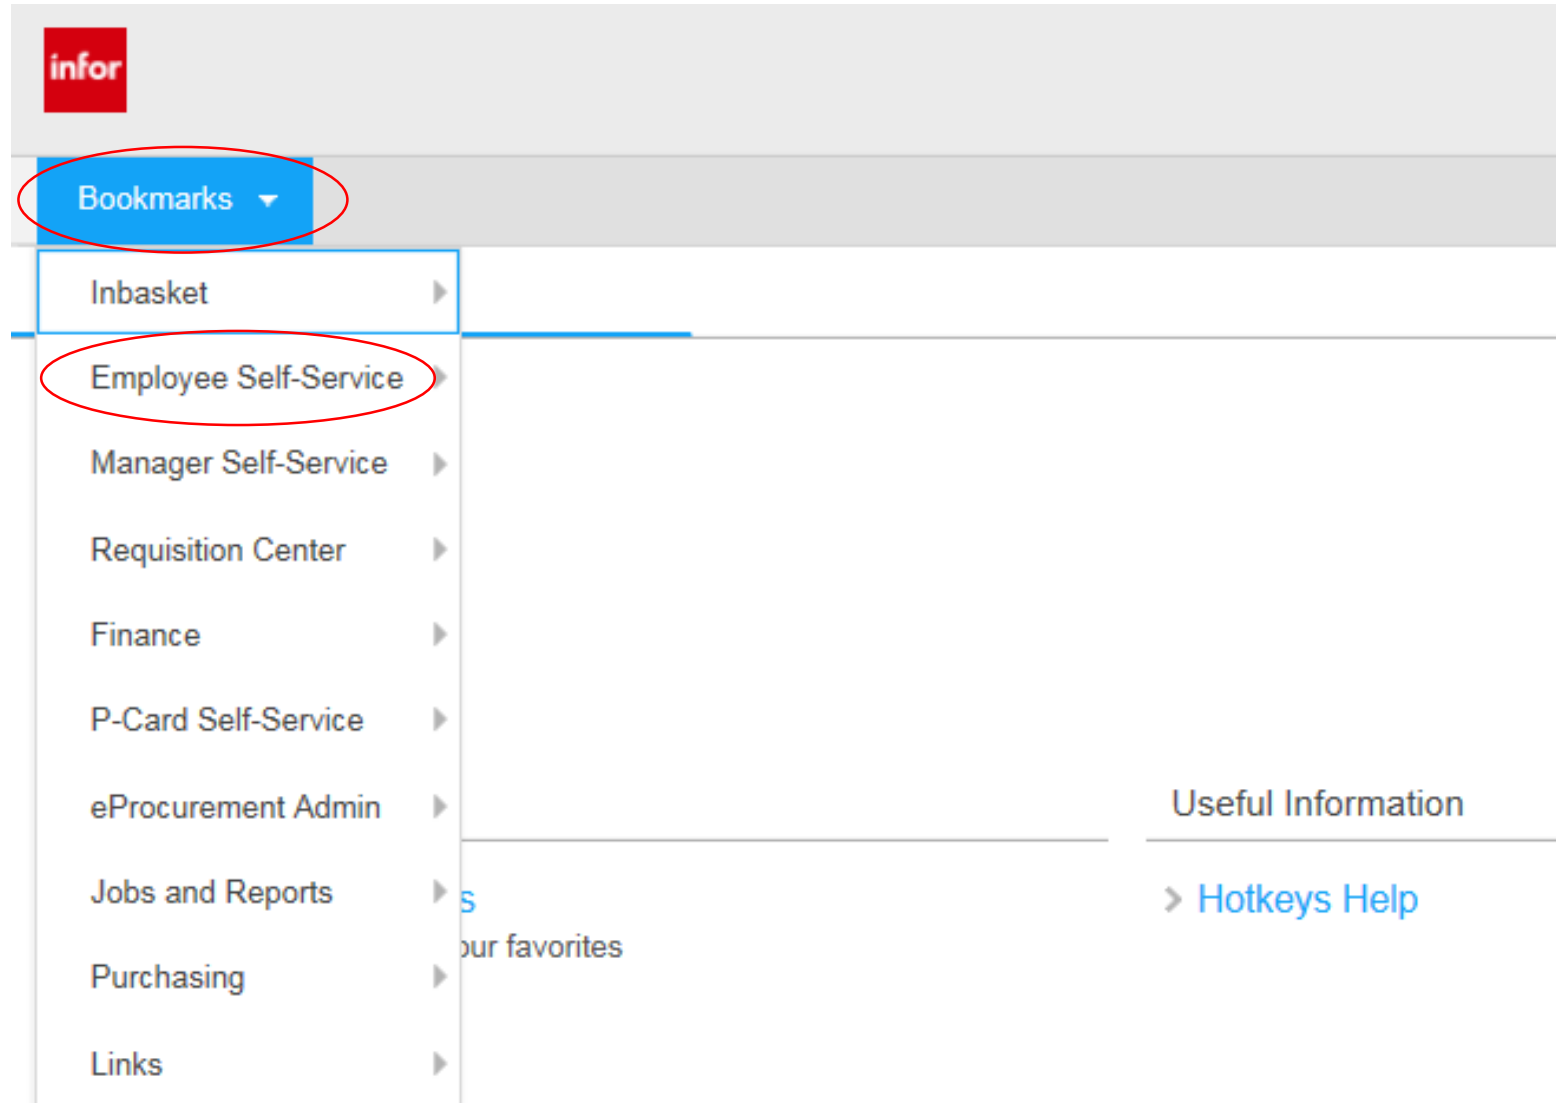 infor
Bookmarks
Inbasket
Employee Self-Service
Manager Self-Service
Requisition Center
Finance
P-Card Self-Service
eProcurement Admin
Jobs and Reports
Purchasing
Links
favorites
Useful Information
Hotkeys Help